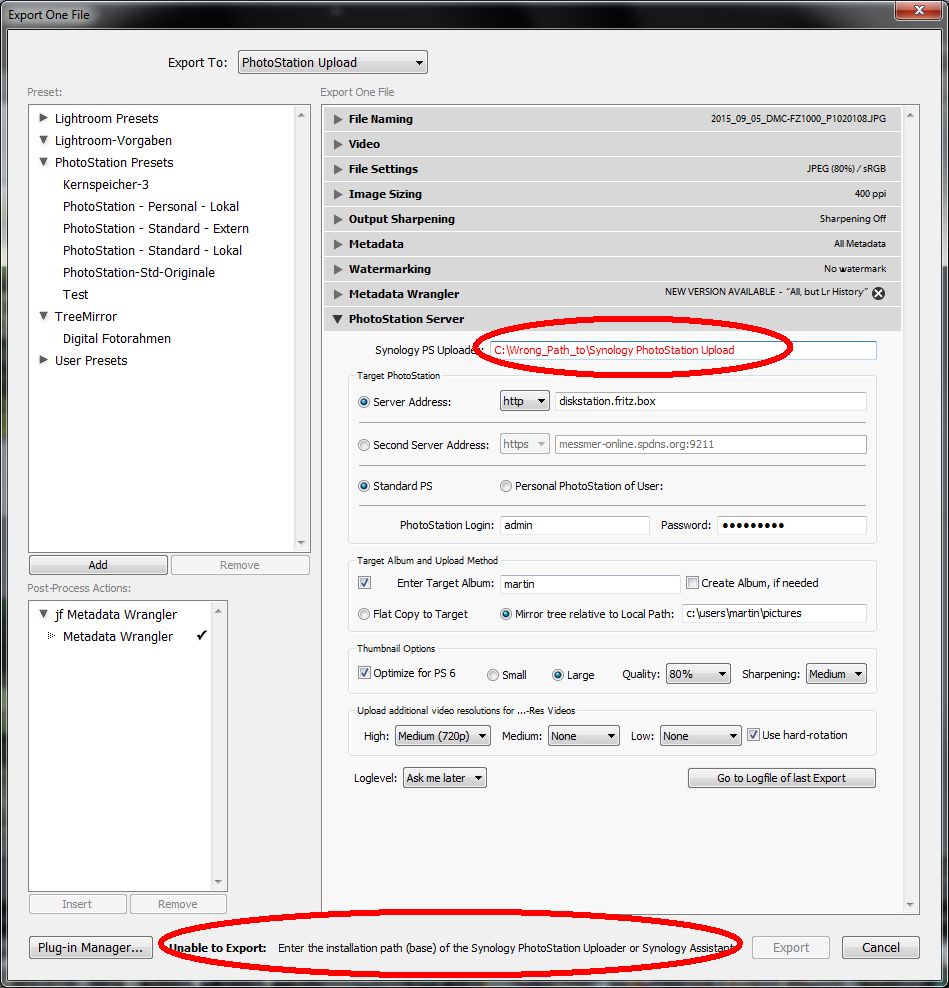 Export One File
Export To: PhotoStation Upload
Preset:
Lightroom Presets
Lightroom-Vorgaben
PhotoStation Presets
Kernspeicher-3
PhotoStation - Personal - Lokal
PhotoStation - Standard - Extern
PhotoStation - Standard - Lokal
PhotoStation-Std-Originale
Test
TreeMirror
Digital Fotorahmen
User Presets
Add Remove
Post-Process Actions:
jf Metadata Wrangler
Metadata Wrangler ✔
Insert Remove
Export One File
File Naming 2015_09_05_DMC-FZ1000_P1020108.JPG
Video
File Settings JPEG (80%) / sRGB
Image Sizing 400 ppi
Output Sharpening Sharpening Off
Metadata All Metadata
Watermarking No watermark
Metadata Wrangler NEW VERSION AVAILABLE - “All, but Lr History”
PhotoStation Server
Synology PS Uploader: C:\Wrong_Path_to\Synology PhotoStation Upload
Target PhotoStation
Server Address: http diskstation.fritz.box
Second Server Address: https messmer-online.spdns.org:9211
Standard PS Personal PhotoStation of User:
PhotoStation Login: admin Password: •••••••••
Target Album and Upload Method
Enter Target Album: martin Create Album, if needed
Flat Copy to Target Mirror tree relative to Local Path: c:\users\martin\pictures
Thumbnail Options
Optimize for PS 6 Small Large Quality: 80% Sharpening: Medium
Upload additional video resolutions for ...-Res Videos
High: Medium (720p) Medium: None Low: None Use hard-rotation
Loglevel: Ask me later Go to Logfile of last Export
Plug-in Manager... Unable to Export: Enter the installation path (base) of the Synology PhotoStation Uploader or Synology Assistant Export Cancel